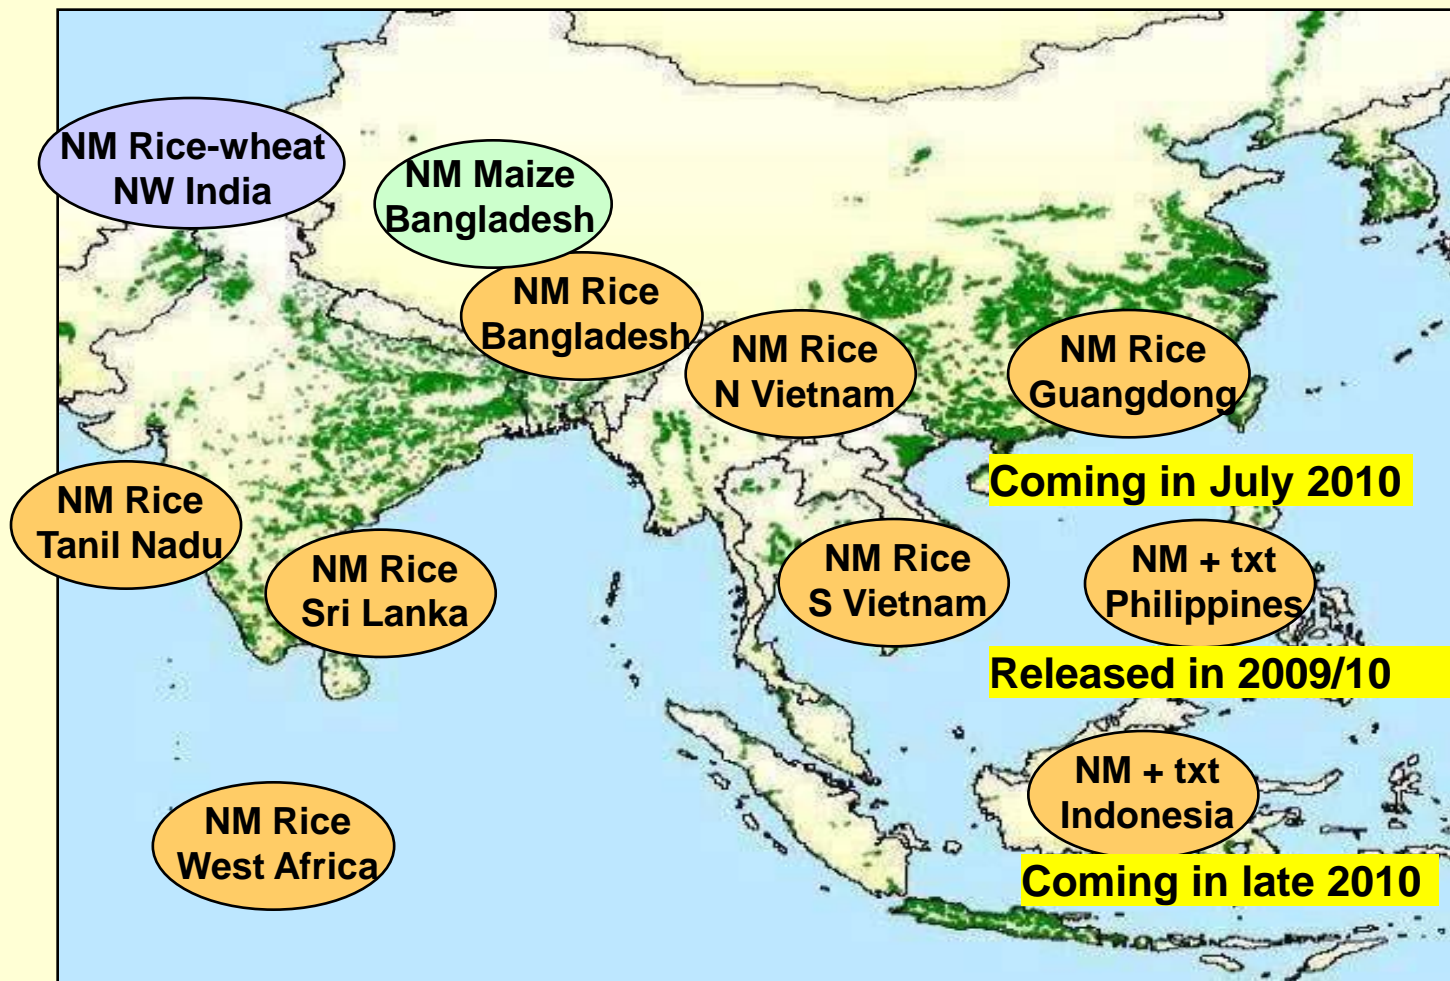 NM Rice-wheat
NW India
NM Maize
Bangladesh
NM Rice
Bangladesh
NM Rice
N Vietnam
NM Rice
Guangdong
Coming in July 2010
NM Rice
Tanil Nadu
NM Rice
Sri Lanka
NM Rice
S Vietnam
NM + txt
Philippines
Released in 2009/10
NM + txt
Indonesia
NM Rice
West Africa
Coming in late 2010